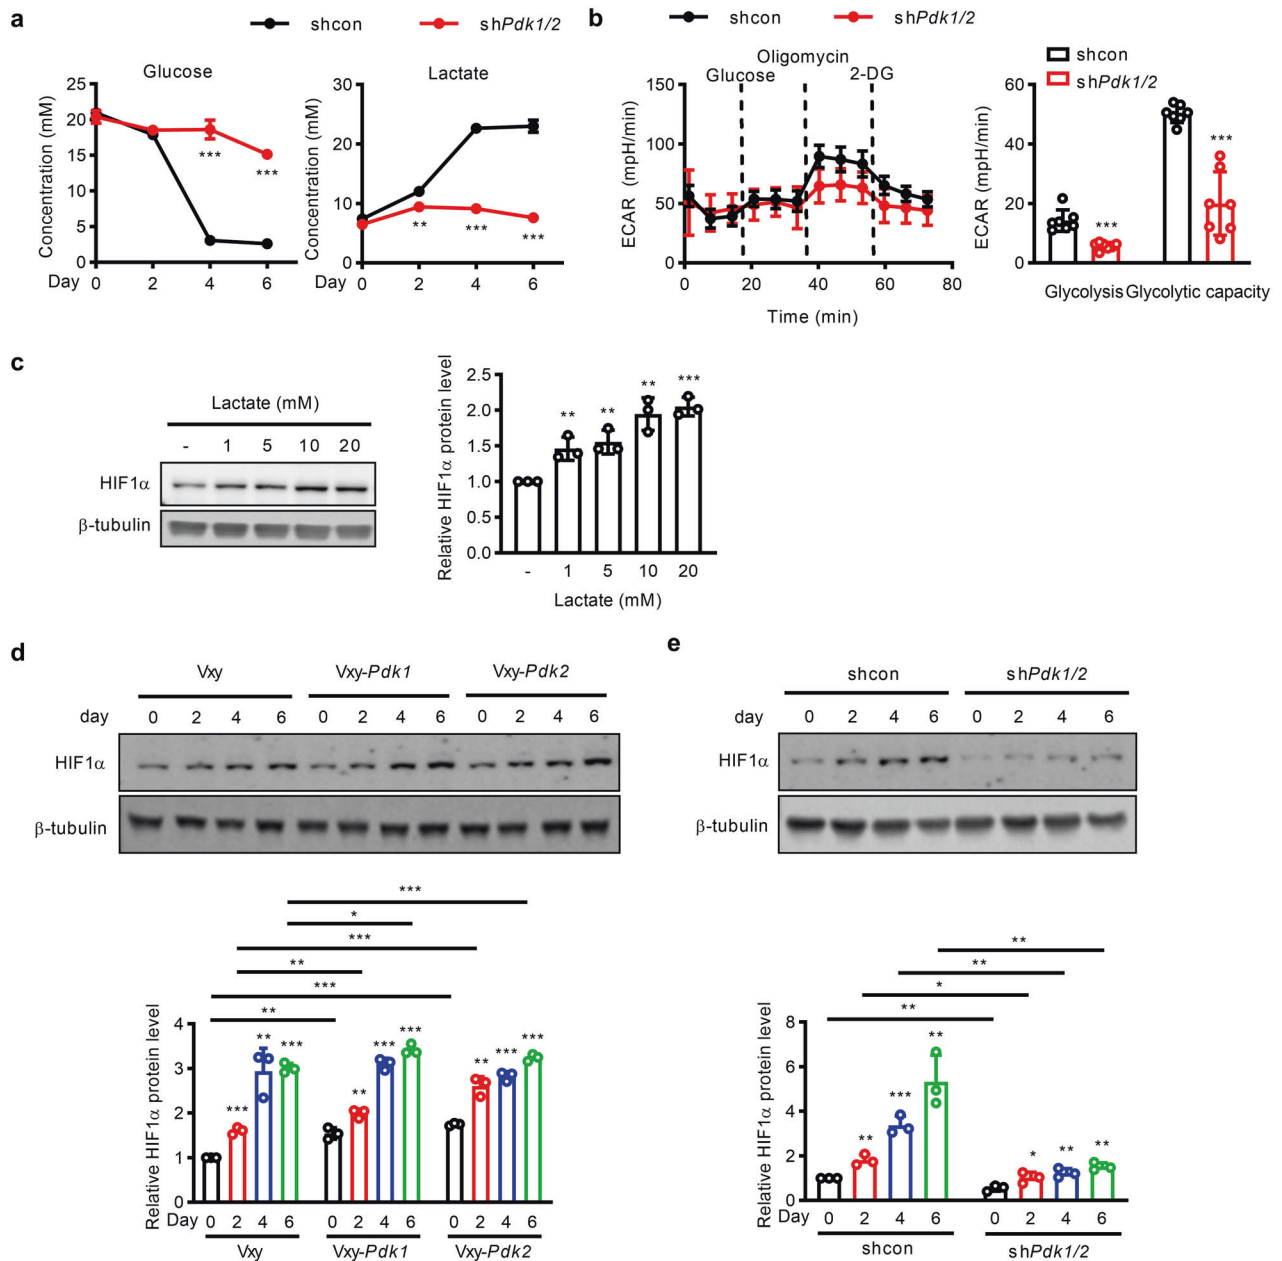 a
shcon shPdk1/2
Glucose
Concentration (mM)
25
20
15
10
5
0
***
***
Day 0 2 4 6
Lactate
Concentration (mM)
30
20
10
0
** *** ***
0 2 4 6
b
shcon shPdk1/2
Oligomycin
Glucose 2-DG
ECAR (mpH/min)
150
100
50
0
0 20 40 60 80
Time (min)
shcon
shPdk1/2
ECAR (mpH/min)
60
40
20
0
***
***
Glycolysis Glycolytic capacity
c
Lactate (mM)
- 1 5 10 20
HIF1α
β-tubulin
Relative HIF1α protein level
2.5
2.0
1.5
1.0
0.5
0.0
** ** ** ***
- 1 5 10 20
Lactate (mM)
d
Vxy Vxy-Pdk1 Vxy-Pdk2
day 0 2 4 6 0 2 4 6 0 2 4 6
HIF1α
β-tubulin
***
*
***
**
***
**
Relative HIF1α protein level
4
3
2
1
0
*** ** *** ** *** *** ** *** ***
Day 0 2 4 6 0 2 4 6 0 2 4 6
Vxy Vxy-Pdk1 Vxy-Pdk2
e
shcon shPdk1/2
day 0 2 4 6 0 2 4 6
HIF1α
β-tubulin
**
**
*
**
Relative HIF1α protein level
8
6
4
2
0
** *** ** * ** **
Day 0 2 4 6 0 2 4 6
shcon shPdk1/2